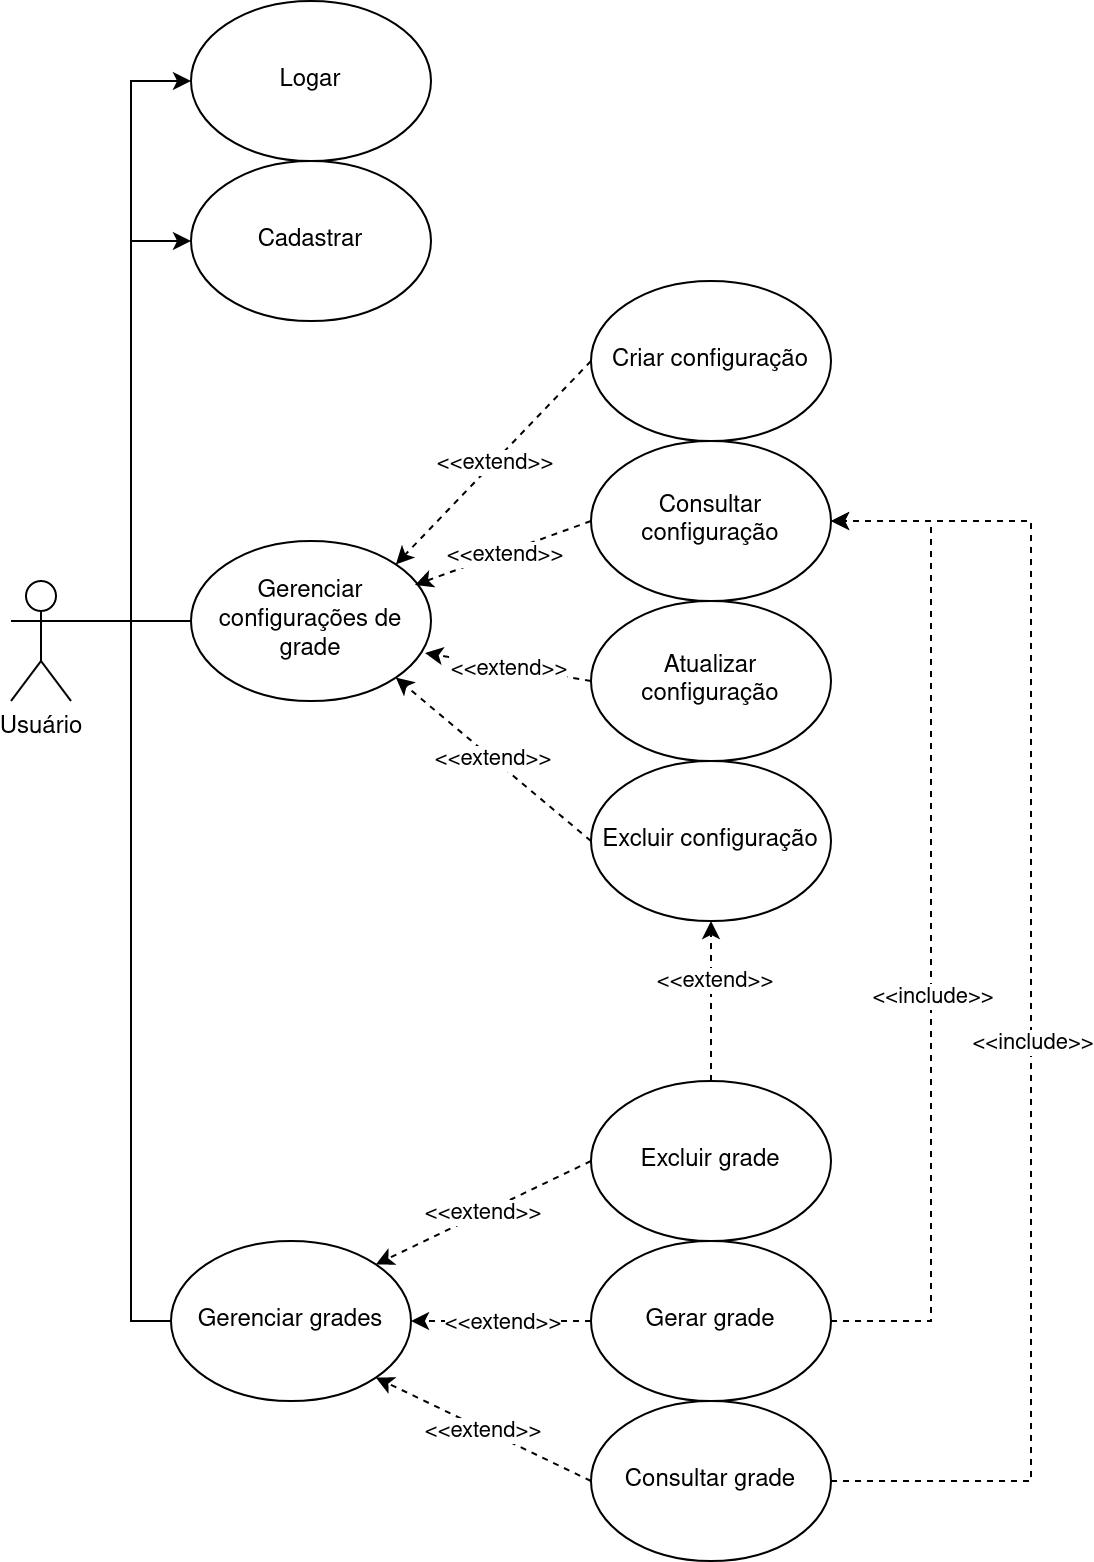 Logar
Cadastrar
Criar configuração
<<extend>>
Consultar
configuração
<<extend>>
Gerenciar
configurações de
grade
Atualizar
configuração
<<extend>>
Usuário
<<extend>>
Excluir configuração
<<extend>>
<<include>>
<<include>>
Excluir grade
<<extend>>
Gerenciar grades
<<extend>>
Gerar grade
<<extend>>
Consultar grade